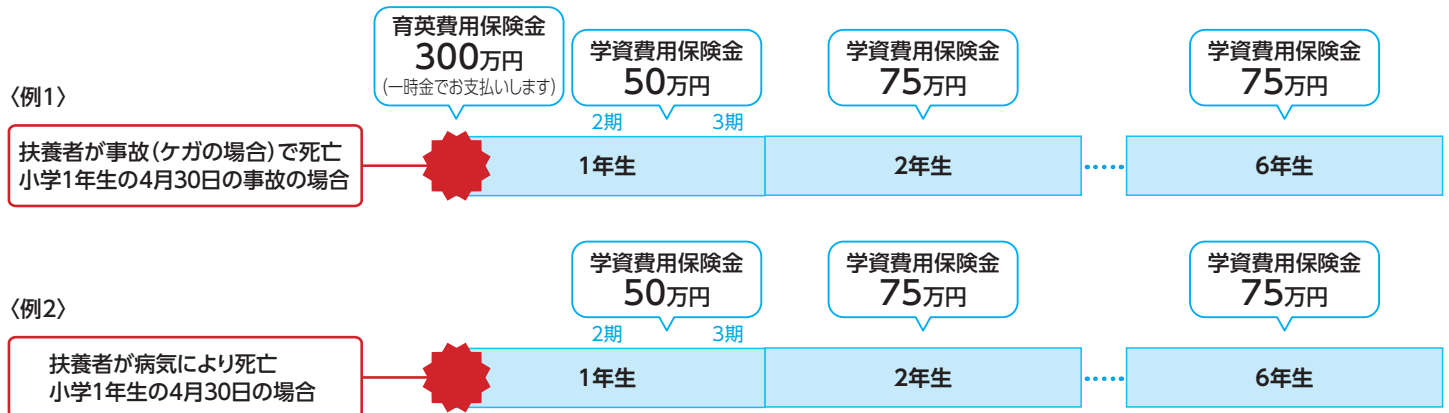 育英費用保険金
300万円
(一時金でお支払いします)
学資費用保険金
50万円
学資費用保険金
75万円
学資費用保険金
75万円
〈例1〉
2期
3期
扶養者が事故(ケガの場合)で死亡
小学1年生の4月30日の事故の場合
1年生
2年生
6年生
学資費用保険金
50万円
学資費用保険金
75万円
学資費用保険金
75万円
〈例2〉
2期
3期
扶養者が病気により死亡
小学1年生の4月30日の場合
1年生
2年生
6年生